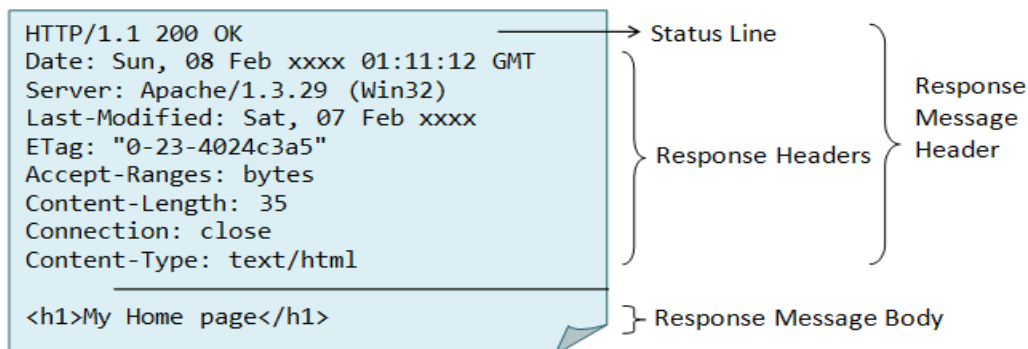 HTTP/1.1 200 OK
Date: Sun, 08 Feb xxxx 01:11:12 GMT
Server: Apache/1.3.29 (Win32)
Last-Modified: Sat, 07 Feb xxxx
ETag: "0-23-4024c3a5"
Accept-Ranges: bytes
Content-Length: 35
Connection: close
Content-Type: text/html
<h1>My Home page</h1>
Status Line
Response Headers
Response
Message
Header
Response Message Body